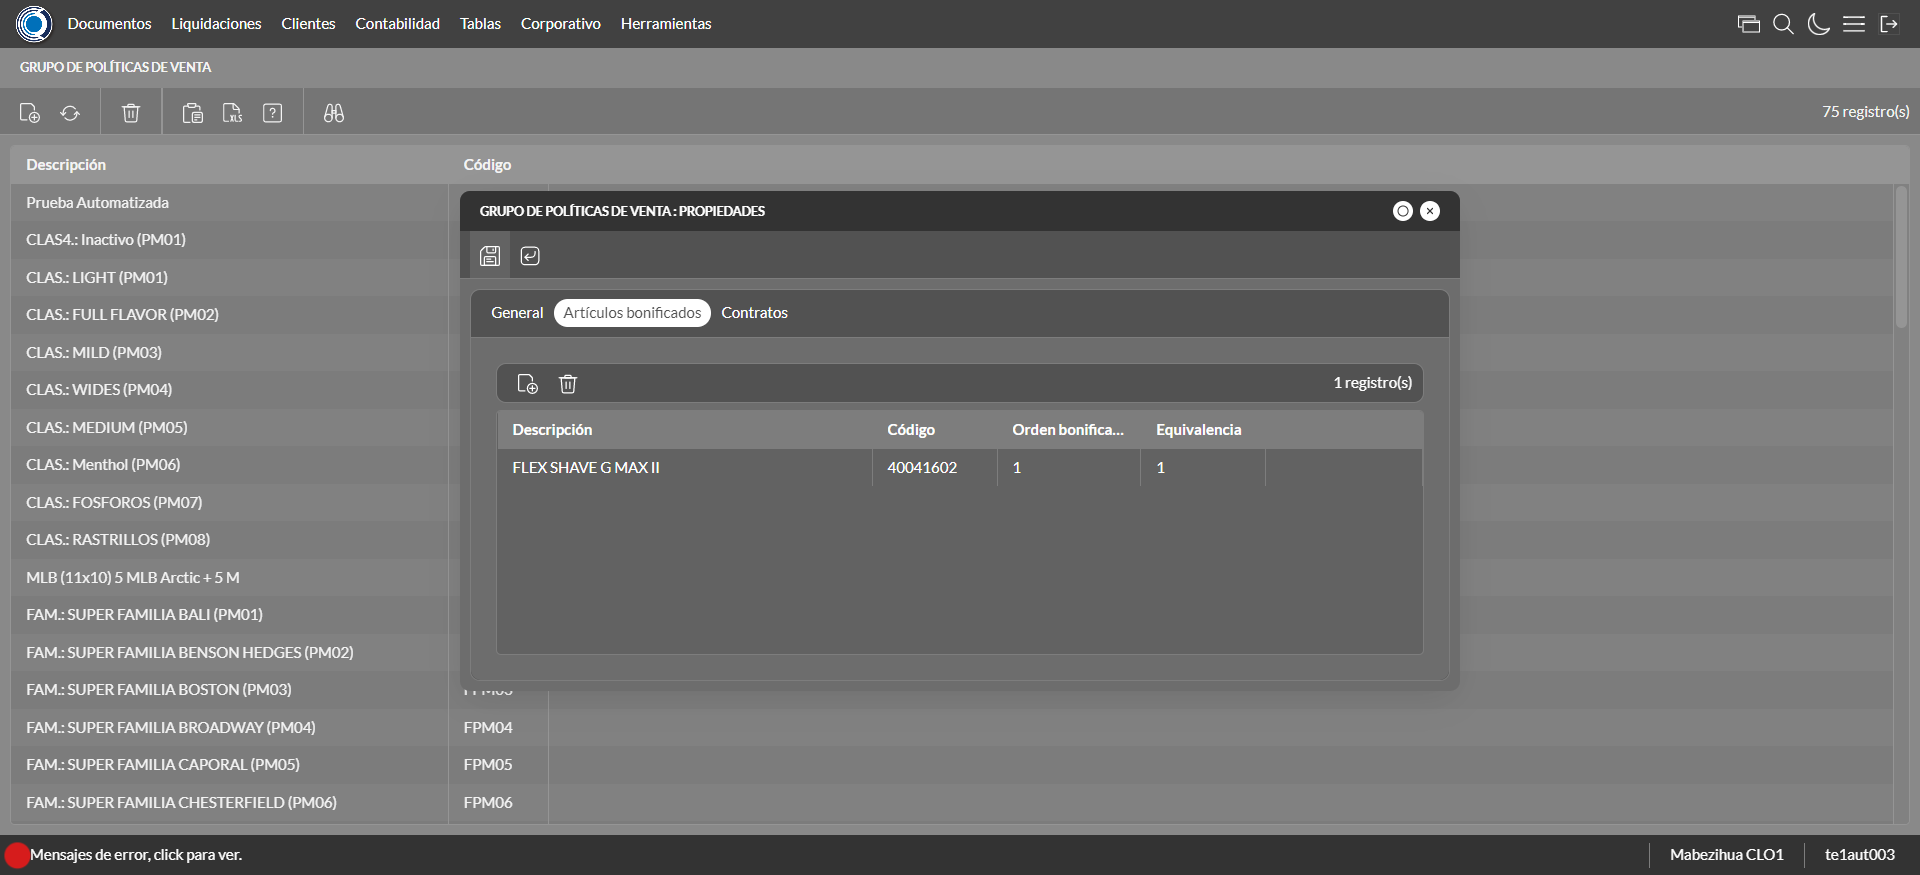 Documentos Liquidaciones Clientes Contabilidad Tablas Corporativo Herramientas
GRUPO DE POLÍTICAS DE VENTA
XLS ? 75 registro(s)
Descripción Código
Prueba Automatizada
CLAS4.: Inactivo (PM01)
CLAS.: LIGHT (PM01)
CLAS.: FULL FLAVOR (PM02)
CLAS.: MILD (PM03)
CLAS.: WIDES (PM04)
CLAS.: MEDIUM (PM05)
CLAS.: Menthol (PM06)
CLAS.: FOSFOROS (PM07)
CLAS.: RASTRILLOS (PM08)
MLB (11x10) 5 MLB Arctic + 5 M
FAM.: SUPER FAMILIA BALI (PM01)
FAM.: SUPER FAMILIA BENSON HEDGES (PM02)
FAM.: SUPER FAMILIA BOSTON (PM03)
FAM.: SUPER FAMILIA BROADWAY (PM04) FPM04
FAM.: SUPER FAMILIA CAPORAL (PM05) FPM05
FAM.: SUPER FAMILIA CHESTERFIELD (PM06) FPM06
GRUPO DE POLÍTICAS DE VENTA : PROPIEDADES
General Artículos bonificados Contratos
1 registro(s)
Descripción Código Orden bonifica... Equivalencia
FLEX SHAVE G MAX II 40041602 1 1
Mensajes de error, click para ver. Mabezihua CLO1 te1aut003